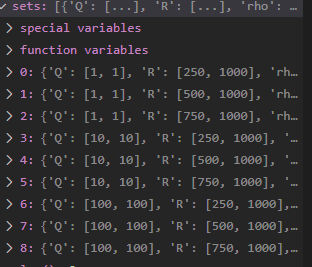 sets: [{'Q': [...], 'R': [...], 'rho': ...
special variables
function variables
0: {'Q': [1, 1], 'R': [250, 1000], 'rh...
1: {'Q': [1, 1], 'R': [500, 1000], 'rh...
2: {'Q': [1, 1], 'R': [750, 1000], 'rh...
3: {'Q': [10, 10], 'R': [250, 1000], '...
4: {'Q': [10, 10], 'R': [500, 1000], '...
5: {'Q': [10, 10], 'R': [750, 1000], '...
6: {'Q': [100, 100], 'R': [250, 1000],...
7: {'Q': [100, 100], 'R': [500, 1000],...
8: {'Q': [100, 100], 'R': [750, 1000],...